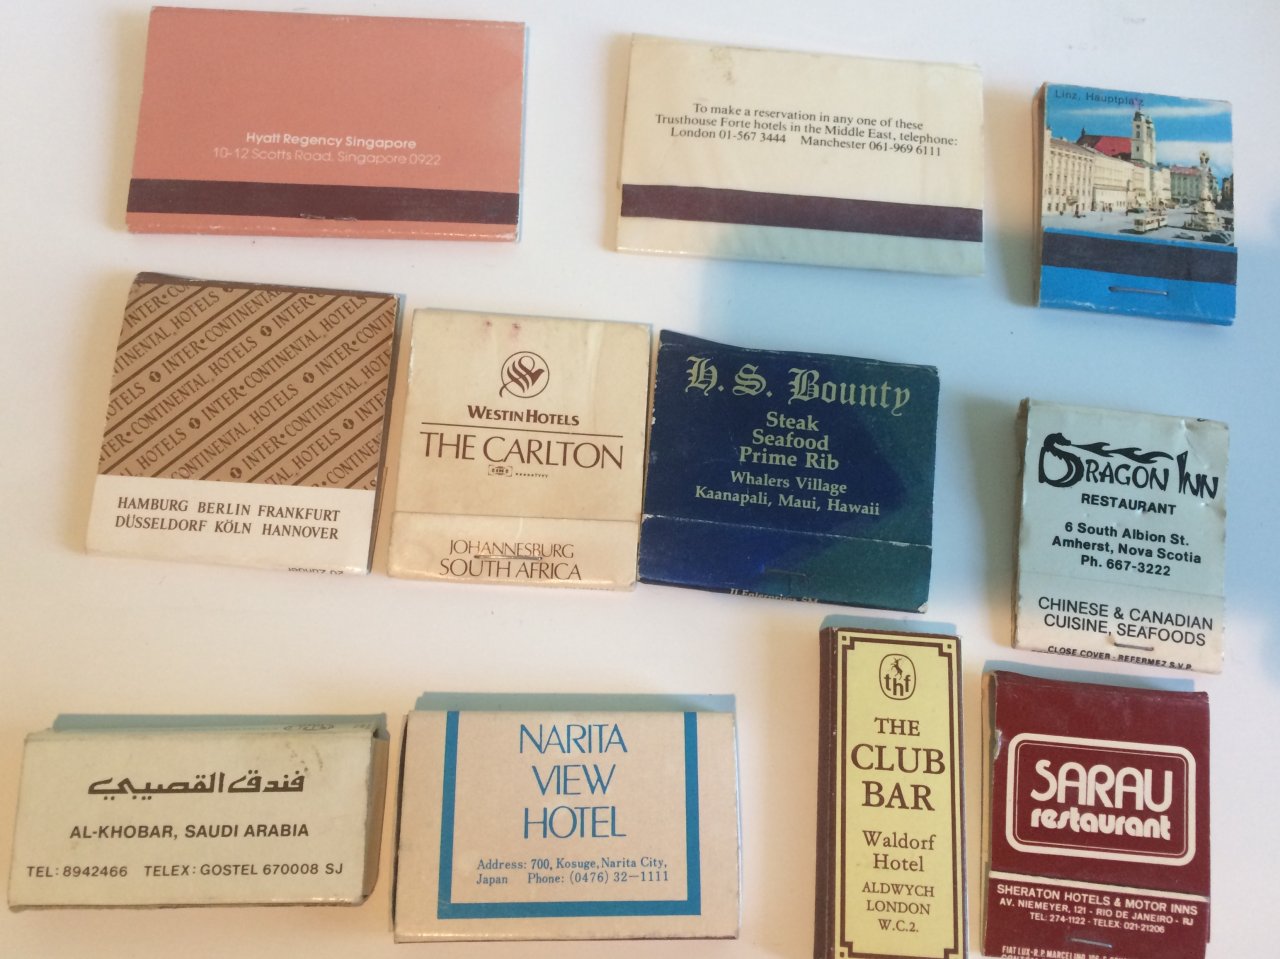 Hyatt Regency Singapore
10-12 Scotts Road, Singapore 0922
To make a reservation in any one of these
Trusthouse Forte hotels in the Middle East, telephone:
London 01-567 3444 Manchester 061-969 6111
Linz, Hauptplatz
INTER•CONTINENTAL HOTELS
HAMBURG BERLIN FRANKFURT
DÜSSELDORF KÖLN HANNOVER
WESTIN HOTELS
THE CARLTON
JOHANNESBURG
SOUTH AFRICA
H. S. Bounty
Steak
Seafood
Prime Rib
Whalers Village
Kaanapali, Maui, Hawaii
DRAGON INN
RESTAURANT
6 South Albion St.
Amherst, Nova Scotia
Ph. 667-3222
CHINESE & CANADIAN
CUISINE, SEAFOODS
CLOSE COVER - REFERMEZ S.V.P.
فندق القصيبي
AL-KHOBAR, SAUDI ARABIA
TEL: 8942466 TELEX: GOSTEL 670008 SJ
NARITA
VIEW
HOTEL
Address: 700, Kosuge, Narita City,
Japan Phone: (0476) 32-1111
thf
THE
CLUB
BAR
Waldorf
Hotel
ALDWYCH
LONDON
W.C.2.
SARAU
restaurant
SHERATON HOTELS & MOTOR INNS
AV. NIEMEYER, 121 - RIO DE JANEIRO - RJ
TEL: 274-1122 - TELEX: 021-21206
FIAT LUX - R.P. MARCELINO